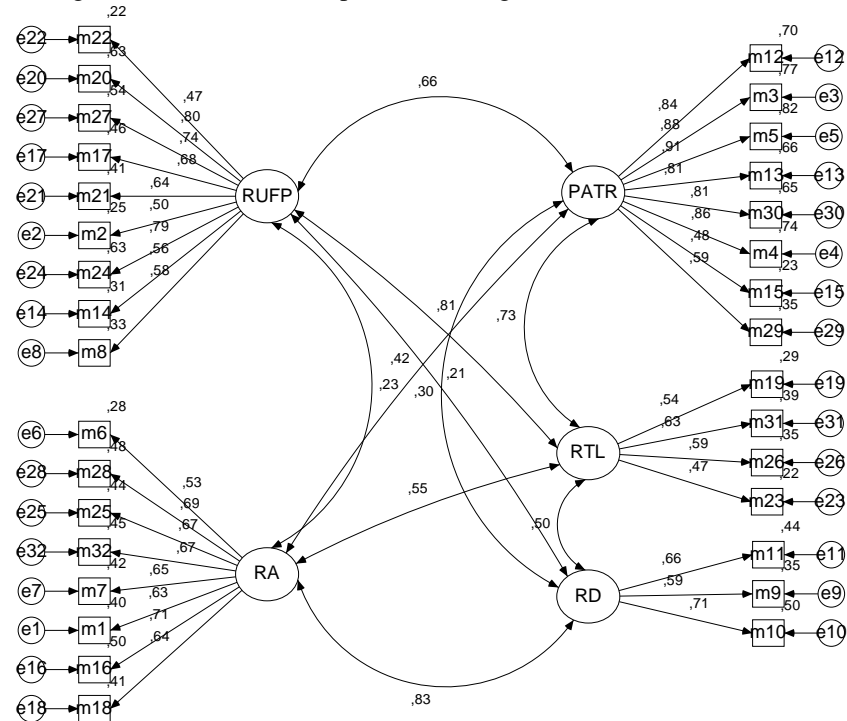 ,22
e22 m22
,63
e20 m20
,54
e27 m27
,46
e17 m17
,41
e21 m21
,25
e2 m2
,63
e24 m24
,31
e14 m14
,33
e8 m8
,47
,80
,74
,68
,64
,50
,79
,56
,58
RUFP
,66
PATR
,84
,88
,91
,81
,81
,86
,48
,59
,70
m12 e12
,77
m3 e3
,82
m5 e5
,66
m13 e13
,65
m30 e30
,74
m4 e4
,23
m15 e15
,35
m29 e29
,81
,73
,42
,21
,23
,30
,28
e6 m6
,48
e28 m28
,44
e25 m25
,45
e32 m32
,42
e7 m7
,40
e1 m1
,50
e16 m16
,41
e18 m18
,53
,69
,67
,67
,65
,63
,71
,64
RA
,55
,50
,83
RTL
,54
,63
,59
,47
,29
m19 e19
,39
m31 e31
,35
m26 e26
,22
m23 e23
RD
,66
,59
,71
,44
m11 e11
,35
m9 e9
,50
m10 e10